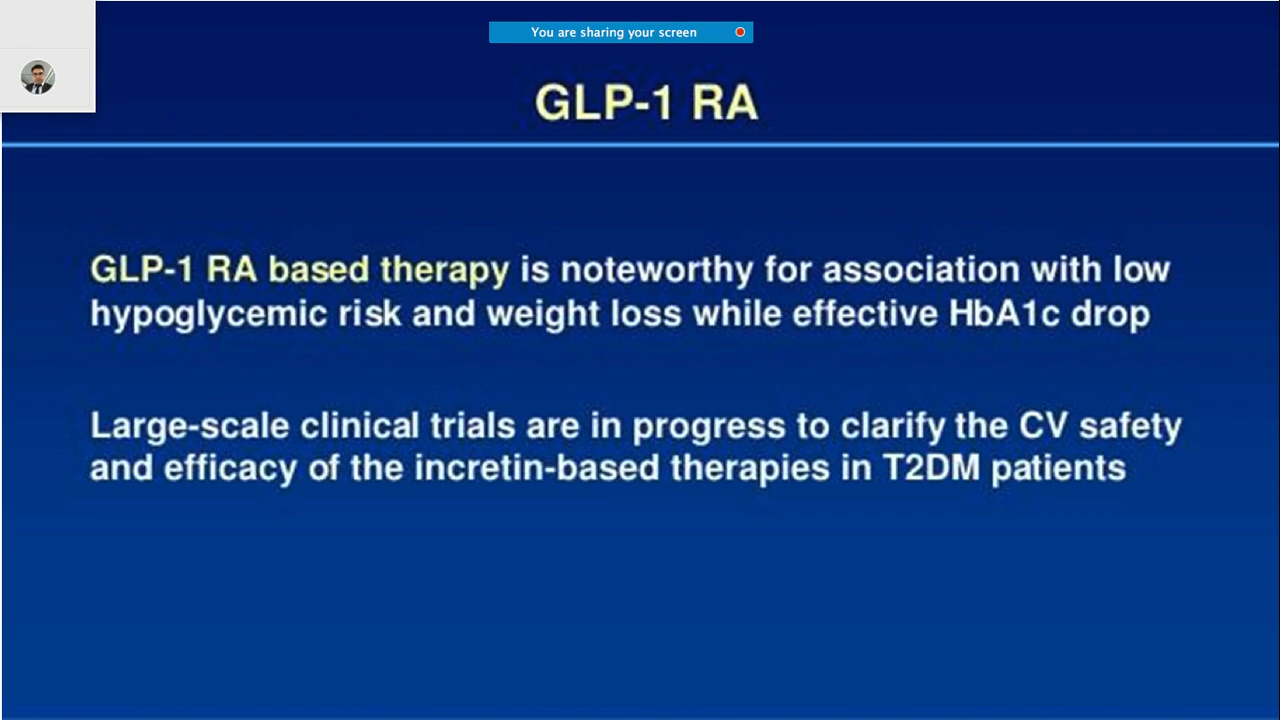 You are sharing your screen
GLP-1 RA
GLP-1 RA based therapy is noteworthy for association with low
hypoglycemic risk and weight loss while effective HbA1c drop
Large-scale clinical trials are in progress to clarify the CV safety
and efficacy of the incretin-based therapies in T2DM patients